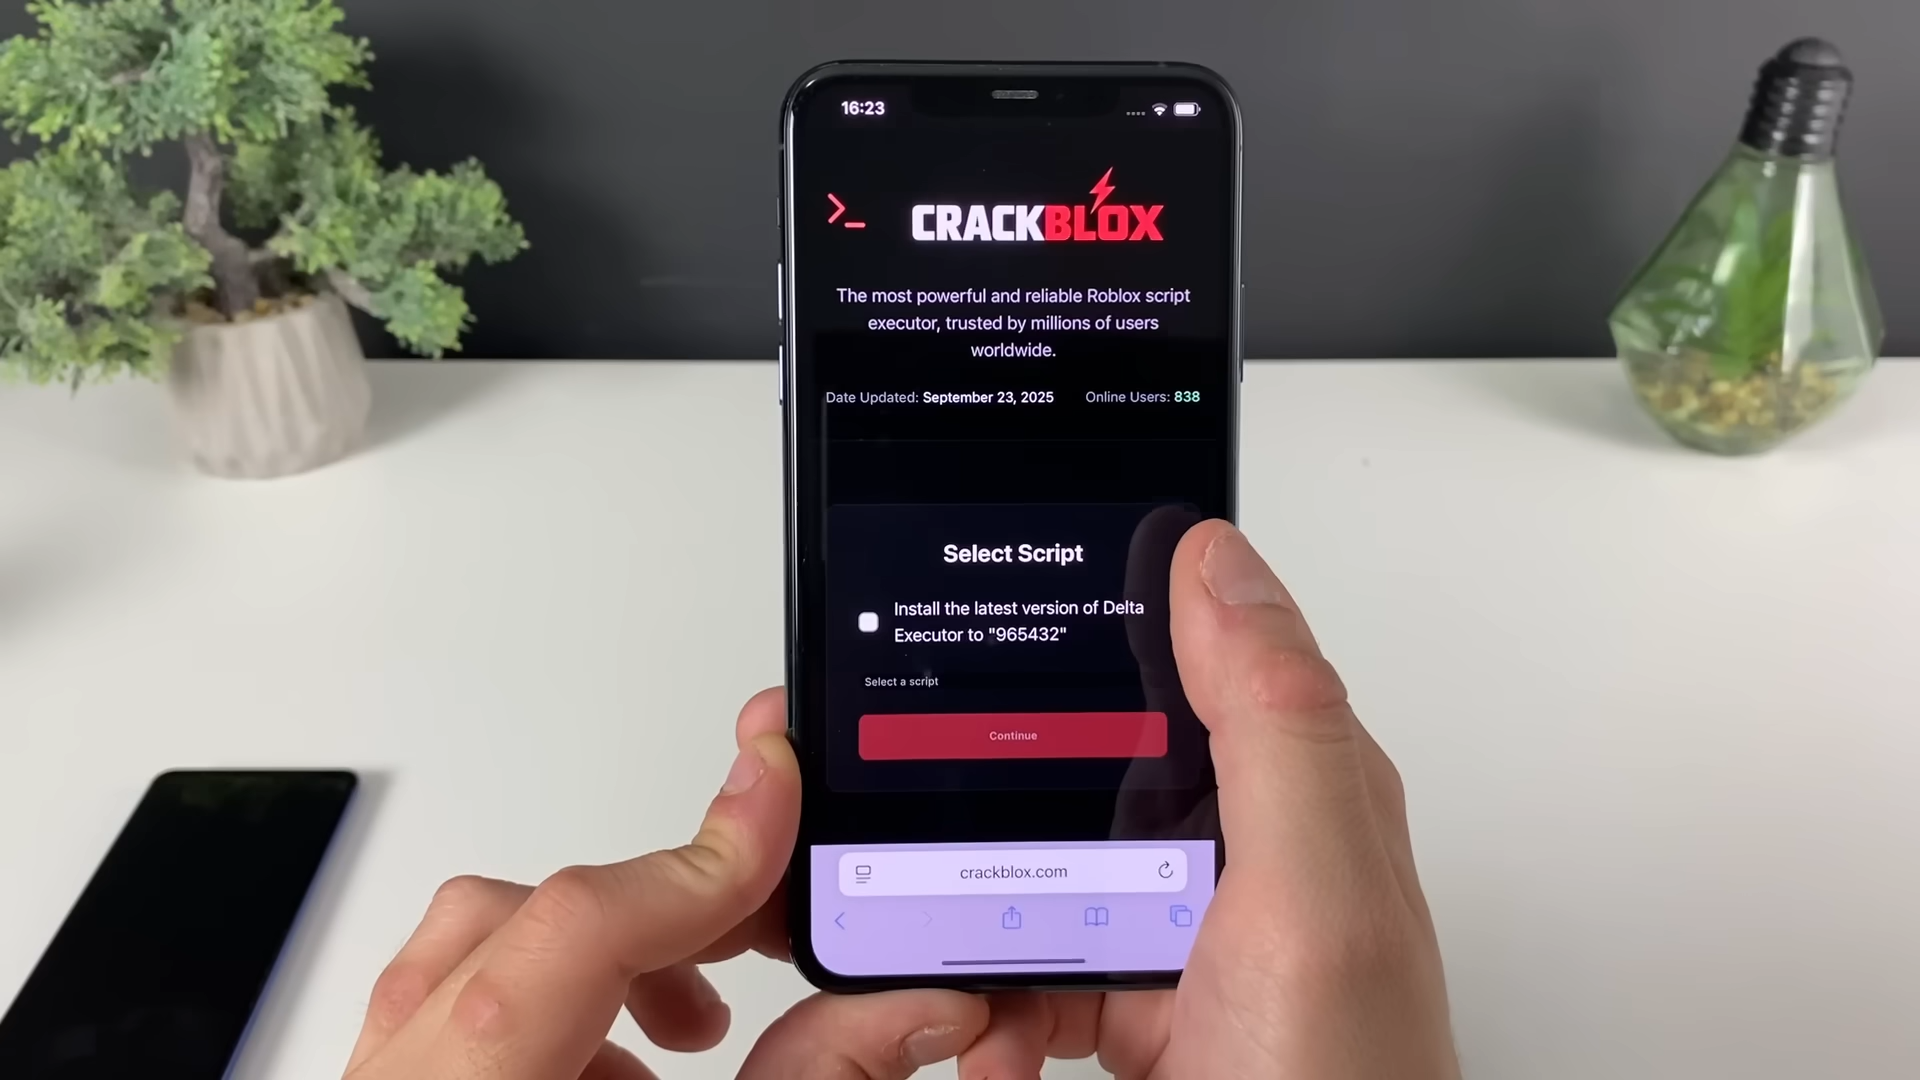 16:23
>_
CRACKBLOX
The most powerful and reliable Roblox script
executor, trusted by millions of users
worldwide.
Date Updated: September 23, 2025 Online Users: 838
Select Script
Install the latest version of Delta
Executor to "965432"
Select a script
Continue
crackblox.com